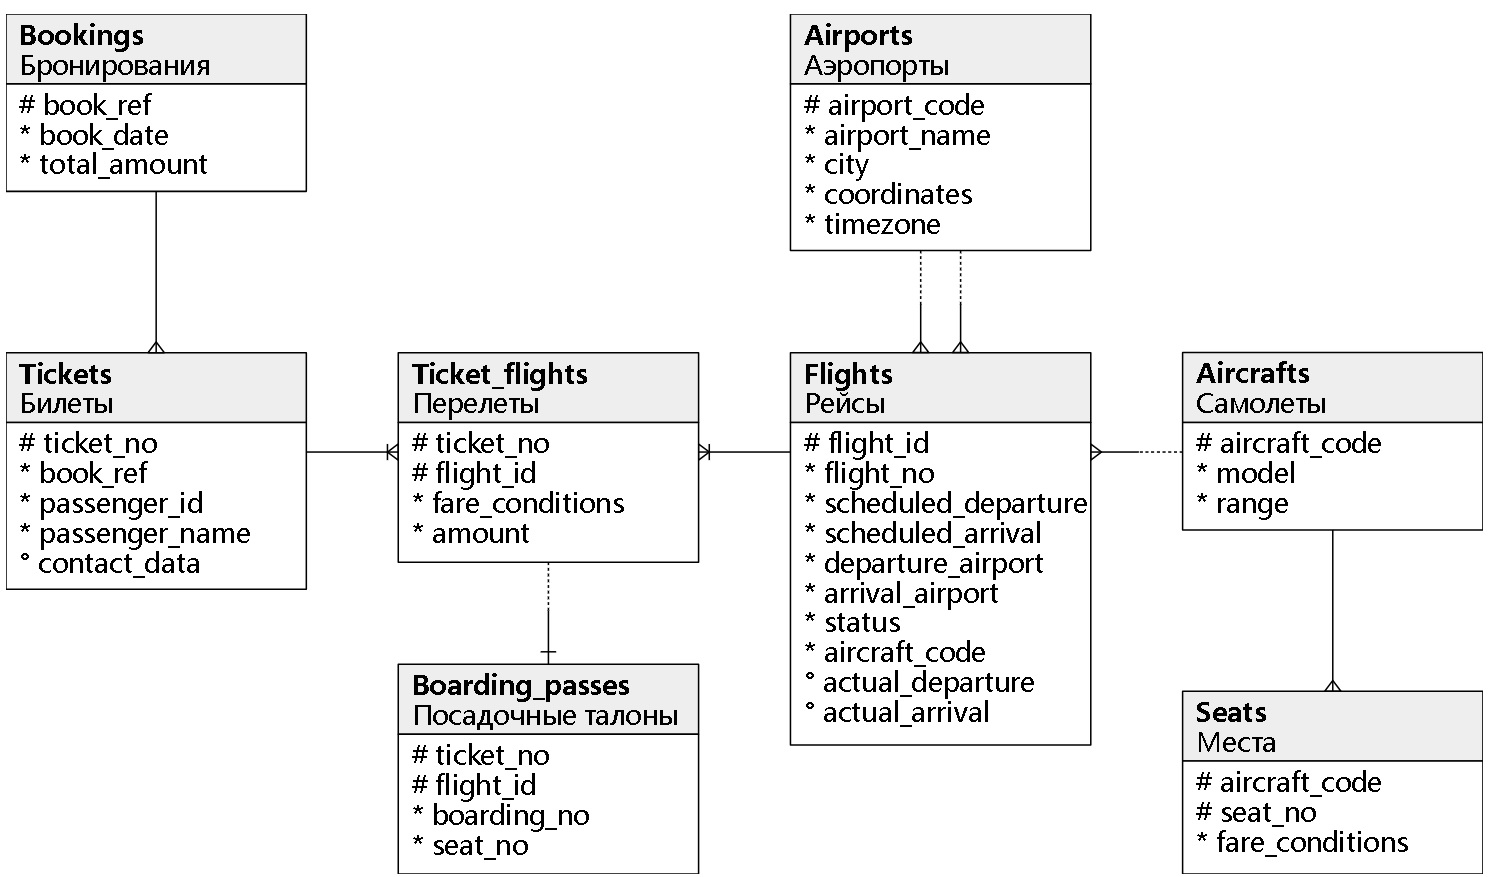 Bookings
Бронирования
# book_ref
* book_date
* total_amount
Airports
Аэропорты
# airport_code
* airport_name
* city
* coordinates
* timezone
Tickets
Билеты
# ticket_no
* book_ref
* passenger_id
* passenger_name
° contact_data
Ticket_flights
Перелеты
# ticket_no
# flight_id
* fare_conditions
* amount
Flights
Рейсы
# flight_id
* flight_no
* scheduled_departure
* scheduled_arrival
* departure_airport
* arrival_airport
* status
* aircraft_code
° actual_departure
° actual_arrival
Aircrafts
Самолеты
# aircraft_code
* model
* range
Boarding_passes
Посадочные талоны
# ticket_no
# flight_id
* boarding_no
* seat_no
Seats
Места
# aircraft_code
# seat_no
* fare_conditions